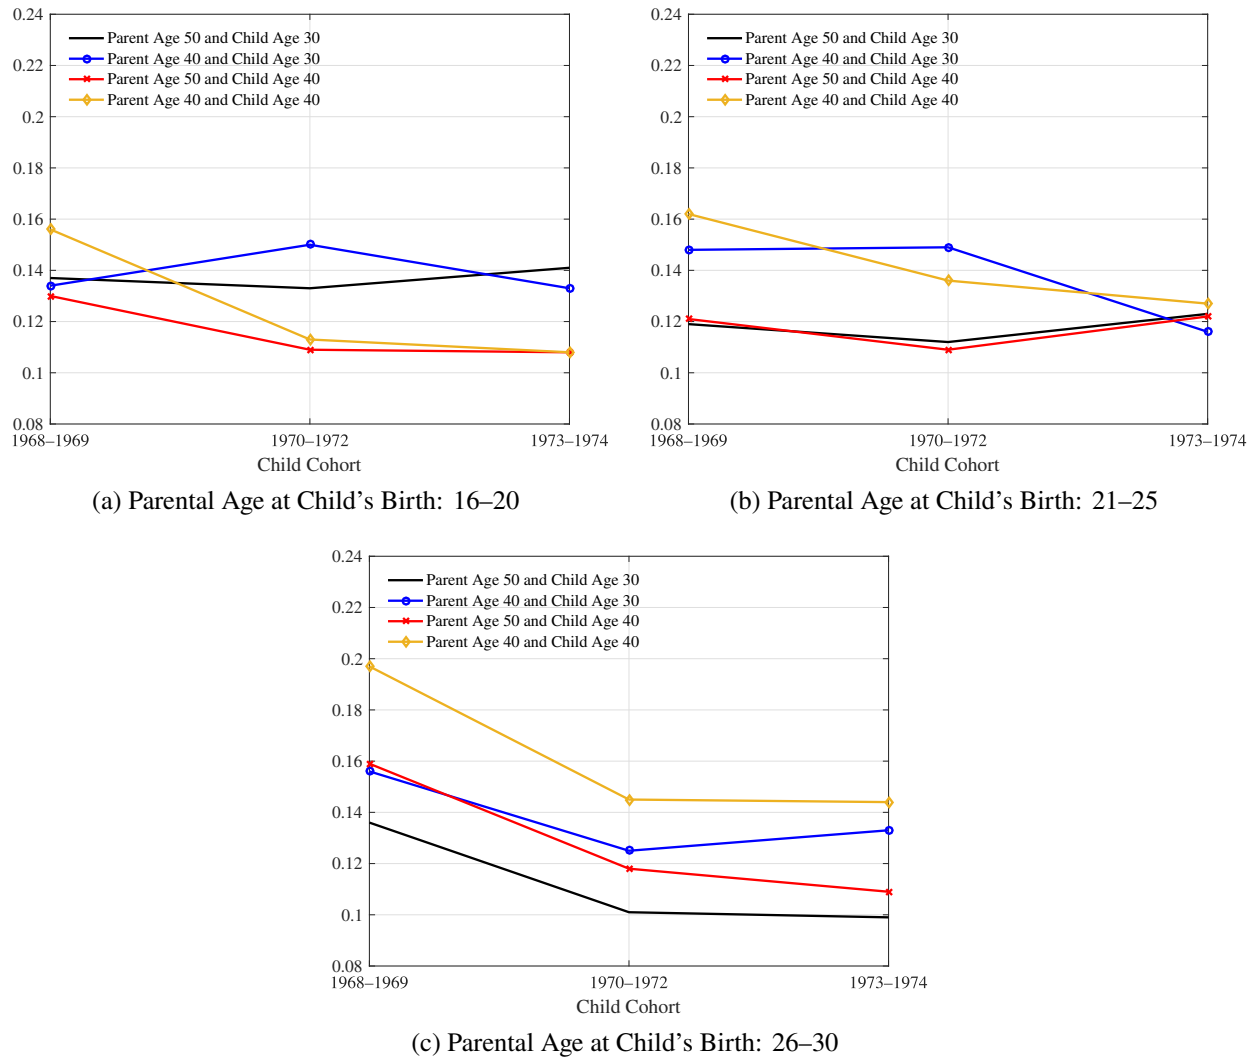 0.24
0.22
0.2
0.18
0.16
0.14
0.12
0.1
0.08
Parent Age 50 and Child Age 30
Parent Age 40 and Child Age 30
Parent Age 50 and Child Age 40
Parent Age 40 and Child Age 40
1968–1969
1970–1972
1973–1974
Child Cohort
(a) Parental Age at Child's Birth: 16–20
0.24
0.22
0.2
0.18
0.16
0.14
0.12
0.1
0.08
Parent Age 50 and Child Age 30
Parent Age 40 and Child Age 30
Parent Age 50 and Child Age 40
Parent Age 40 and Child Age 40
1968–1969
1970–1972
1973–1974
Child Cohort
(b) Parental Age at Child's Birth: 21–25
0.24
0.22
0.2
0.18
0.16
0.14
0.12
0.1
0.08
Parent Age 50 and Child Age 30
Parent Age 40 and Child Age 30
Parent Age 50 and Child Age 40
Parent Age 40 and Child Age 40
1968–1969
1970–1972
1973–1974
Child Cohort
(c) Parental Age at Child's Birth: 26–30